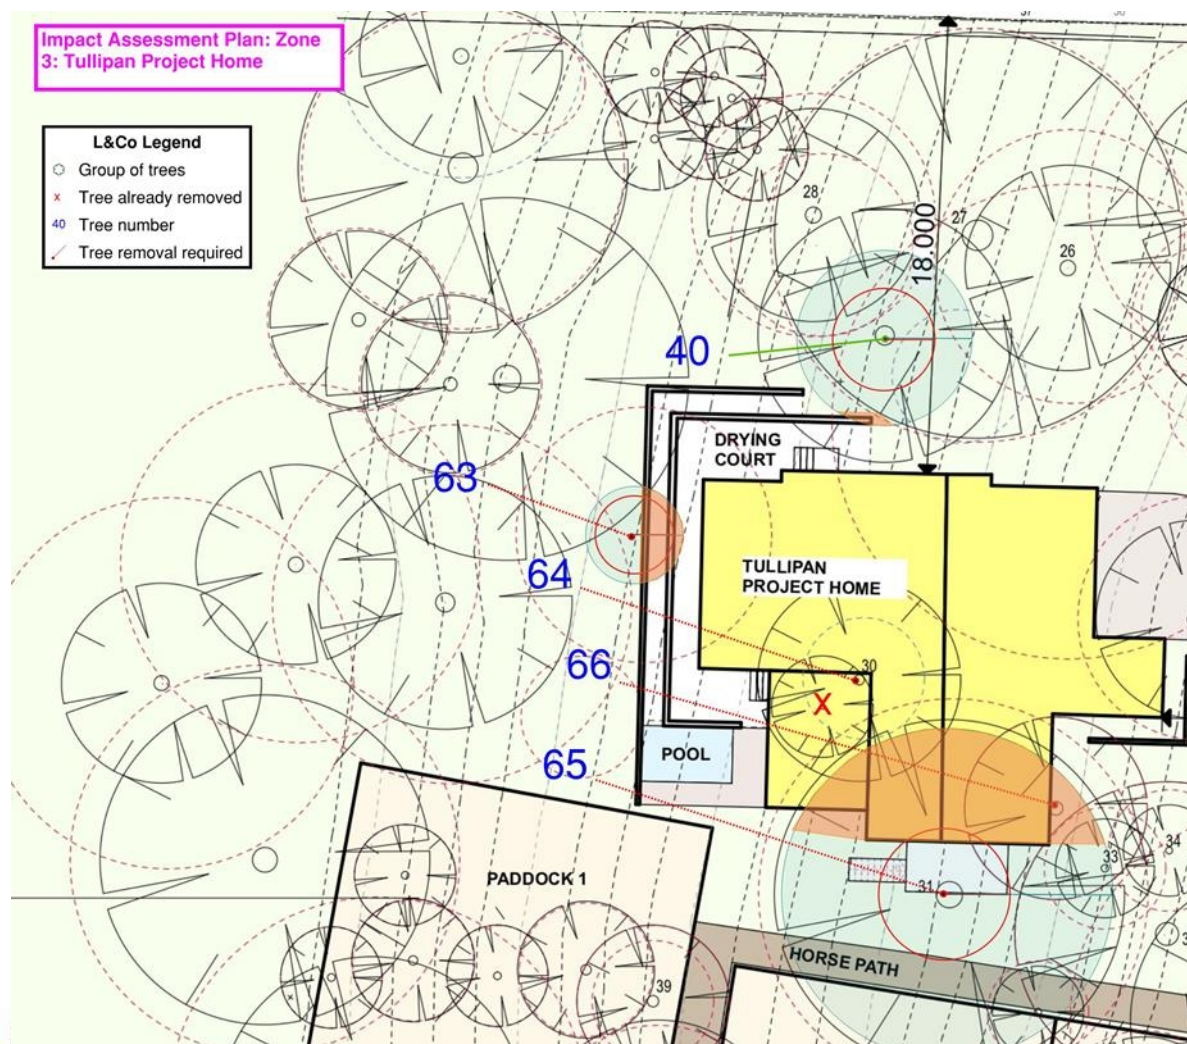 Impact Assessment Plan: Zone
3: Tullipan Project Home
L&Co Legend
Group of trees
x Tree already removed
40 Tree number
Tree removal required
28
27
26
18.000
40
63
DRYING
COURT
64
TULLIPAN
PROJECT HOME
66
30
X
65
POOL
31
33
34
PADDOCK 1
HORSE PATH
39